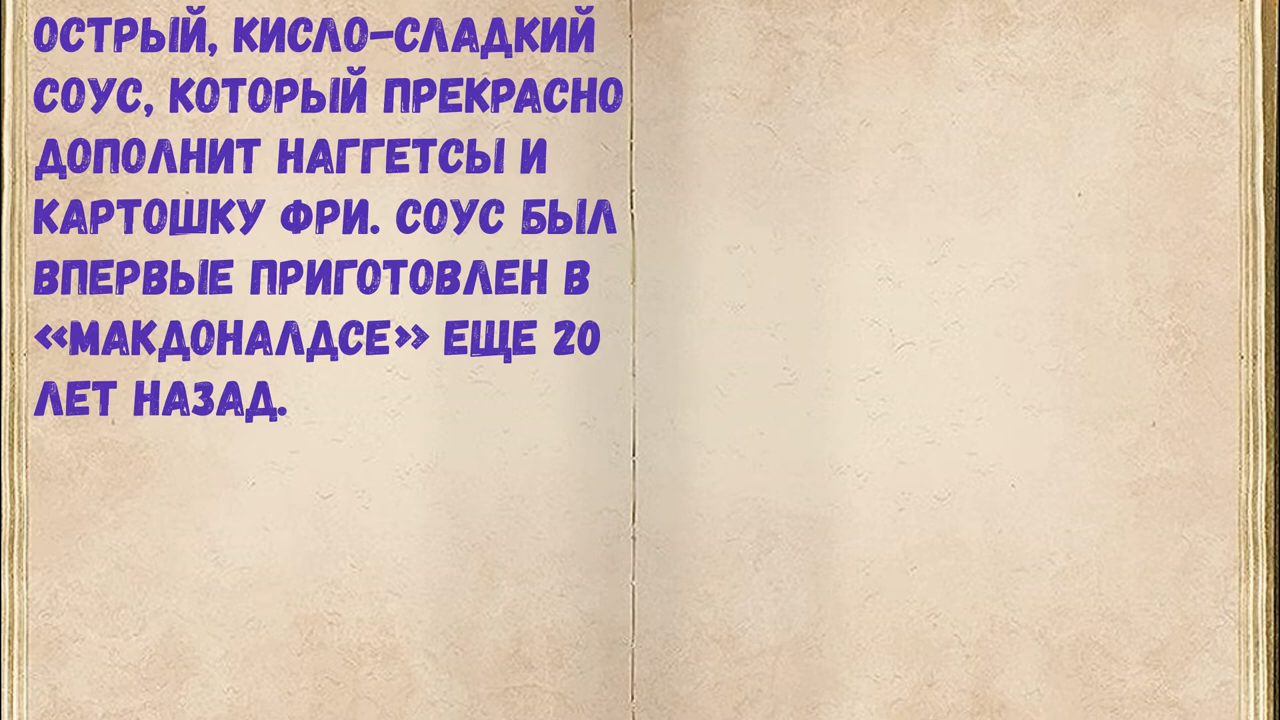 ОСТРЫЙ, КИСЛО-СЛАДКИЙ
СОУС, КОТОРЫЙ ПРЕКРАСНО
ДОПОЛНИТ НАГГЕТСЫ И
КАРТОШКУ ФРИ. СОУС БЫЛ
ВПЕРВЫЕ ПРИГОТОВЛЕН В
«МАКДОНАЛДСЕ» ЕЩЕ 20
ЛЕТ НАЗАД.